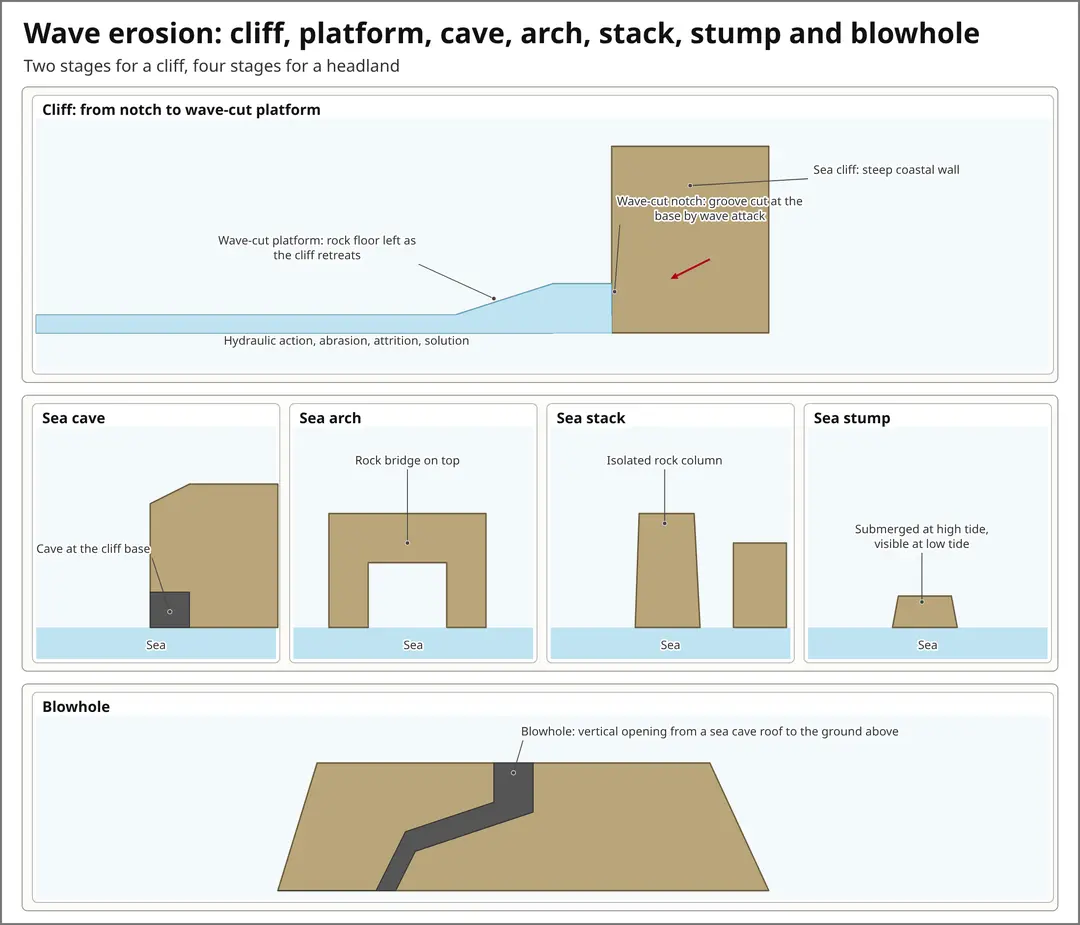 Wave erosion: cliff, platform, cave, arch, stack, stump and blowhole
Two stages for a cliff, four stages for a headland
Cliff: from notch to wave-cut platform
Sea cliff: steep coastal wall
Wave-cut notch: groove cut at the
base by wave attack
Wave-cut platform: rock floor left as
the cliff retreats
Hydraulic action, abrasion, attrition, solution
Sea cave
Cave at the cliff base
Sea
Sea arch
Rock bridge on top
Sea
Sea stack
Isolated rock column
Sea
Sea stump
Submerged at high tide,
visible at low tide
Sea
Blowhole
Blowhole: vertical opening from a sea cave roof to the ground above